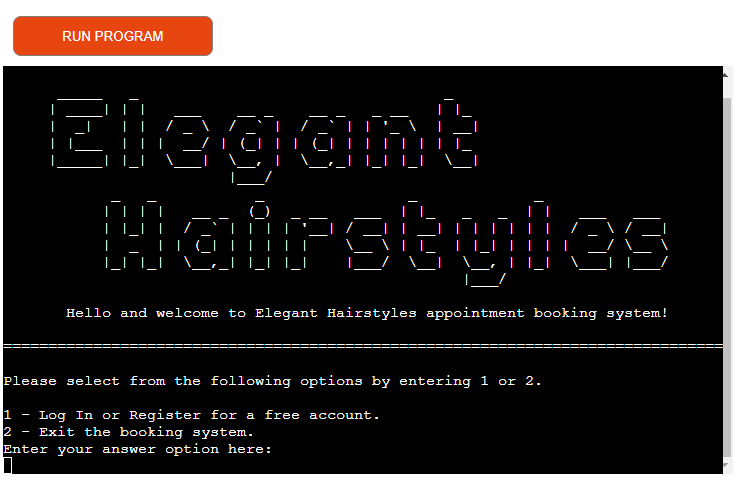 RUN PROGRAM
Elegant
Hairstyles
Hello and welcome to Elegant Hairstyles appointment booking system!
Please select from the following options by entering 1 or 2.
1 - Log In or Register for a free account.
2 - Exit the booking system.
Enter your answer option here: